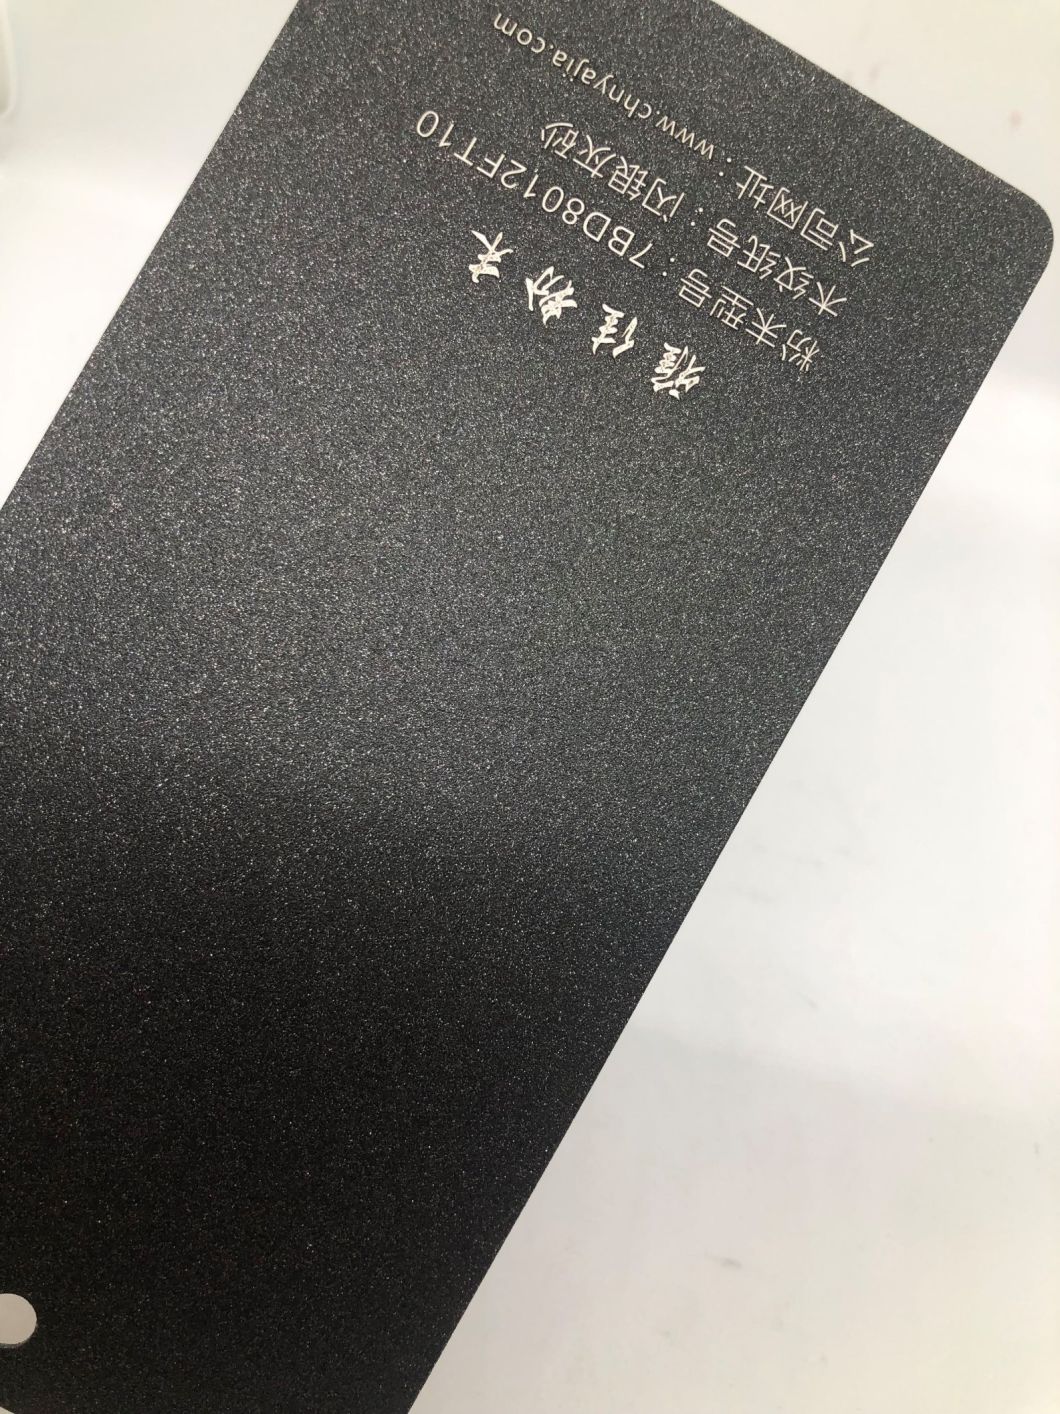 雅佳粉末
粉末型号：7BD8012FT10
木纹纸号：闪银灰砂
公司网址：www.chnyajia.com